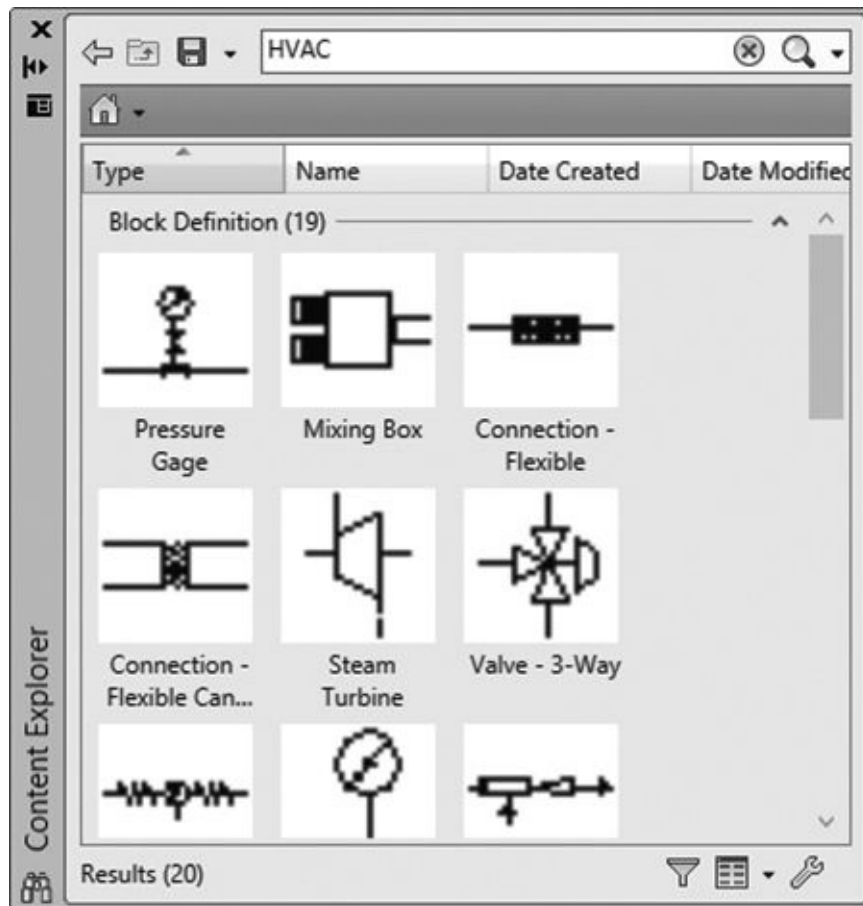 HVAC
Type Name Date Created Date Modified
Block Definition (19)
Pressure Mixing Box Connection -
Gage Flexible
Connection - Steam Valve - 3-Way
Flexible Can... Turbine
Results (20)
Content Explorer